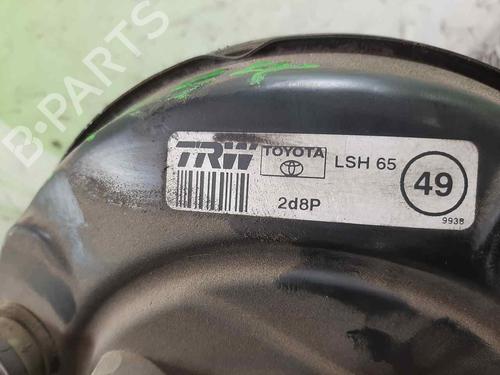 B-PARTS
TRW TOYOTA LSH 65 49
2d8P
9938